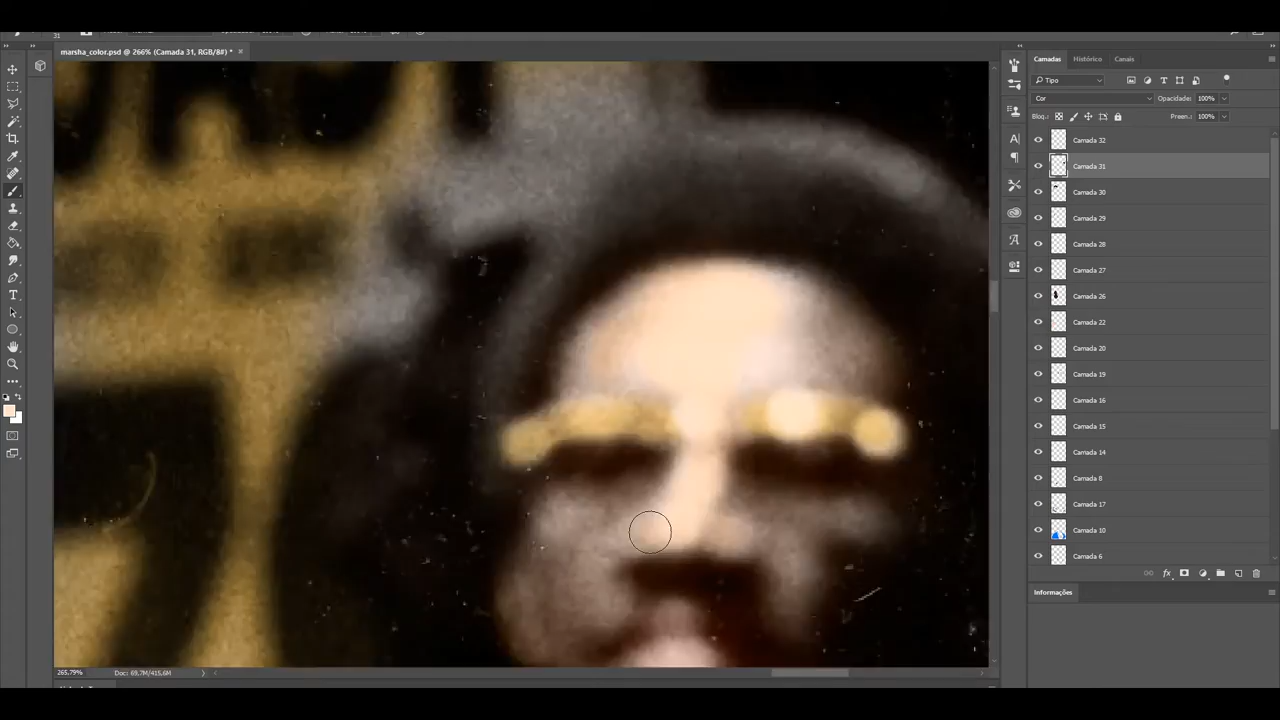 31
marsha_color.psd @ 266% (Camada 31, RGB/8#) *
Camadas
Histórico
Canais
Tipo
Cor
Opacidade: 100%
Bloq.:
Preen.: 100%
Camada 32
Camada 31
Camada 30
Camada 29
Camada 28
Camada 27
Camada 26
Camada 22
Camada 20
Camada 19
Camada 16
Camada 15
Camada 14
Camada 8
Camada 17
Camada 10
Camada 6
Informações
265,79%
Doc: 69,7M/415,6M